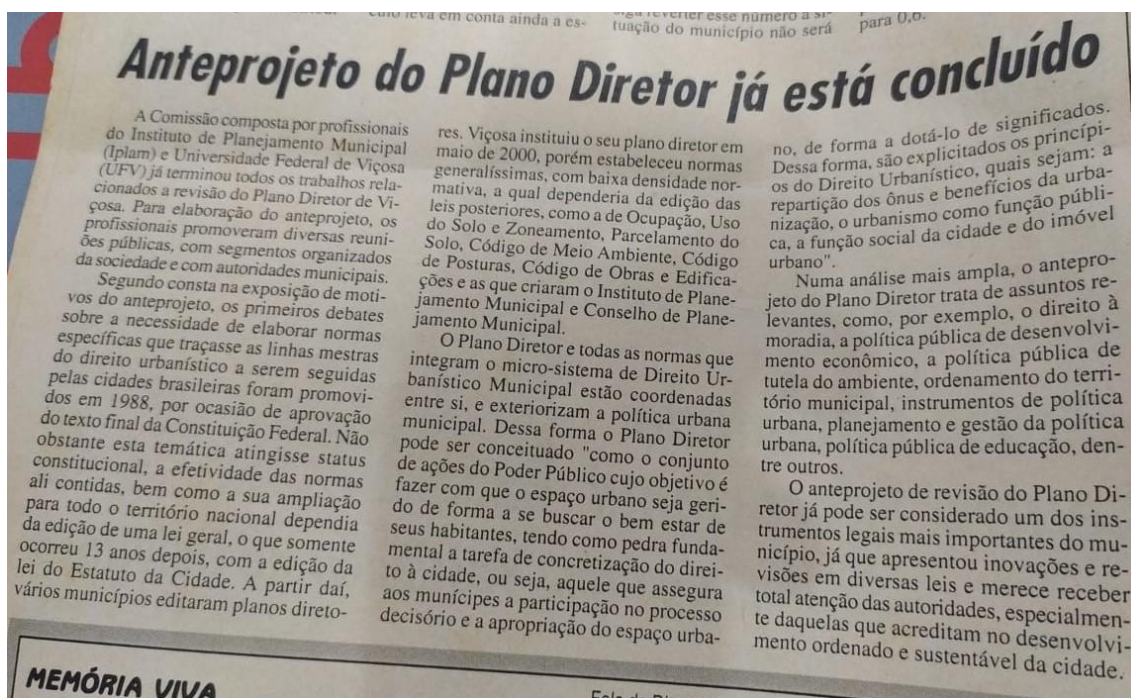 culo leva em conta ainda a es-
tuação do município não será
para 0,6.
Anteprojeto do Plano Diretor já está concluído
A Comissão composta por profissionais
do Instituto de Planejamento Municipal
(Iplam) e Universidade Federal de Viçosa
(UFV) já terminou todos os trabalhos rela-
cionados a revisão do Plano Diretor de Vi-
çosa. Para elaboração do anteprojeto, os
profissionais promoveram diversas reuni-
ões públicas, com segmentos organizados
da sociedade e com autoridades municipais.
Segundo consta na exposição de moti-
vos do anteprojeto, os primeiros debates
sobre a necessidade de elaborar normas
específicas que traçasse as linhas mestras
do direito urbanístico a serem seguidas
pelas cidades brasileiras foram promovi-
dos em 1988, por ocasião de aprovação
do texto final da Constituição Federal. Não
obstante esta temática atingisse status
constitucional, a efetividade das normas
ali contidas, bem como a sua ampliação
para todo o território nacional dependia
da edição de uma lei geral, o que somente
ocorreu 13 anos depois, com a edição da
lei do Estatuto da Cidade. A partir daí,
vários municípios editaram planos direto-
res. Viçosa instituiu o seu plano diretor em
maio de 2000, porém estabeleceu normas
generalíssimas, com baixa densidade nor-
mativa, a qual dependeria da edição das
leis posteriores, como a de Ocupação, Uso
do Solo e Zoneamento, Parcelamento do
Solo, Código de Meio Ambiente, Código
de Posturas, Código de Obras e Edifica-
ções e as que criaram o Instituto de Plane-
jamento Municipal e Conselho de Plane-
jamento Municipal.
O Plano Diretor e todas as normas que
integram o micro-sistema de Direito Ur-
banístico Municipal estão coordenadas
entre si, e exteriorizam a política urbana
municipal. Dessa forma o Plano Diretor
pode ser conceituado "como o conjunto
de ações do Poder Público cujo objetivo é
fazer com que o espaço urbano seja geri-
do de forma a se buscar o bem estar de
seus habitantes, tendo como pedra funda-
mental a tarefa de concretização do direi-
to à cidade, ou seja, aquele que assegura
aos munícipes a participação no processo
decisório e a apropriação do espaço urba-
no, de forma a dotá-lo de significados.
Dessa forma, são explicitados os princípi-
os do Direito Urbanístico, quais sejam: a
repartição dos ônus e benefícios da urba-
nização, o urbanismo como função públi-
ca, a função social da cidade e do imóvel
urbano".
Numa análise mais ampla, o antepro-
jeto do Plano Diretor trata de assuntos re-
levantes, como, por exemplo, o direito à
moradia, a política pública de desenvolvi-
mento econômico, a política pública de
tutela do ambiente, ordenamento do terri-
tório municipal, instrumentos de política
urbana, planejamento e gestão da política
urbana, política pública de educação, den-
tre outros.
O anteprojeto de revisão do Plano Di-
retor já pode ser considerado um dos ins-
trumentos legais mais importantes do mu-
nicípio, já que apresentou inovações e re-
visões em diversas leis e merece receber
total atenção das autoridades, especialmen-
te daquelas que acreditam no desenvolvi-
mento ordenado e sustentável da cidade.
MEMÓRIA VIVA